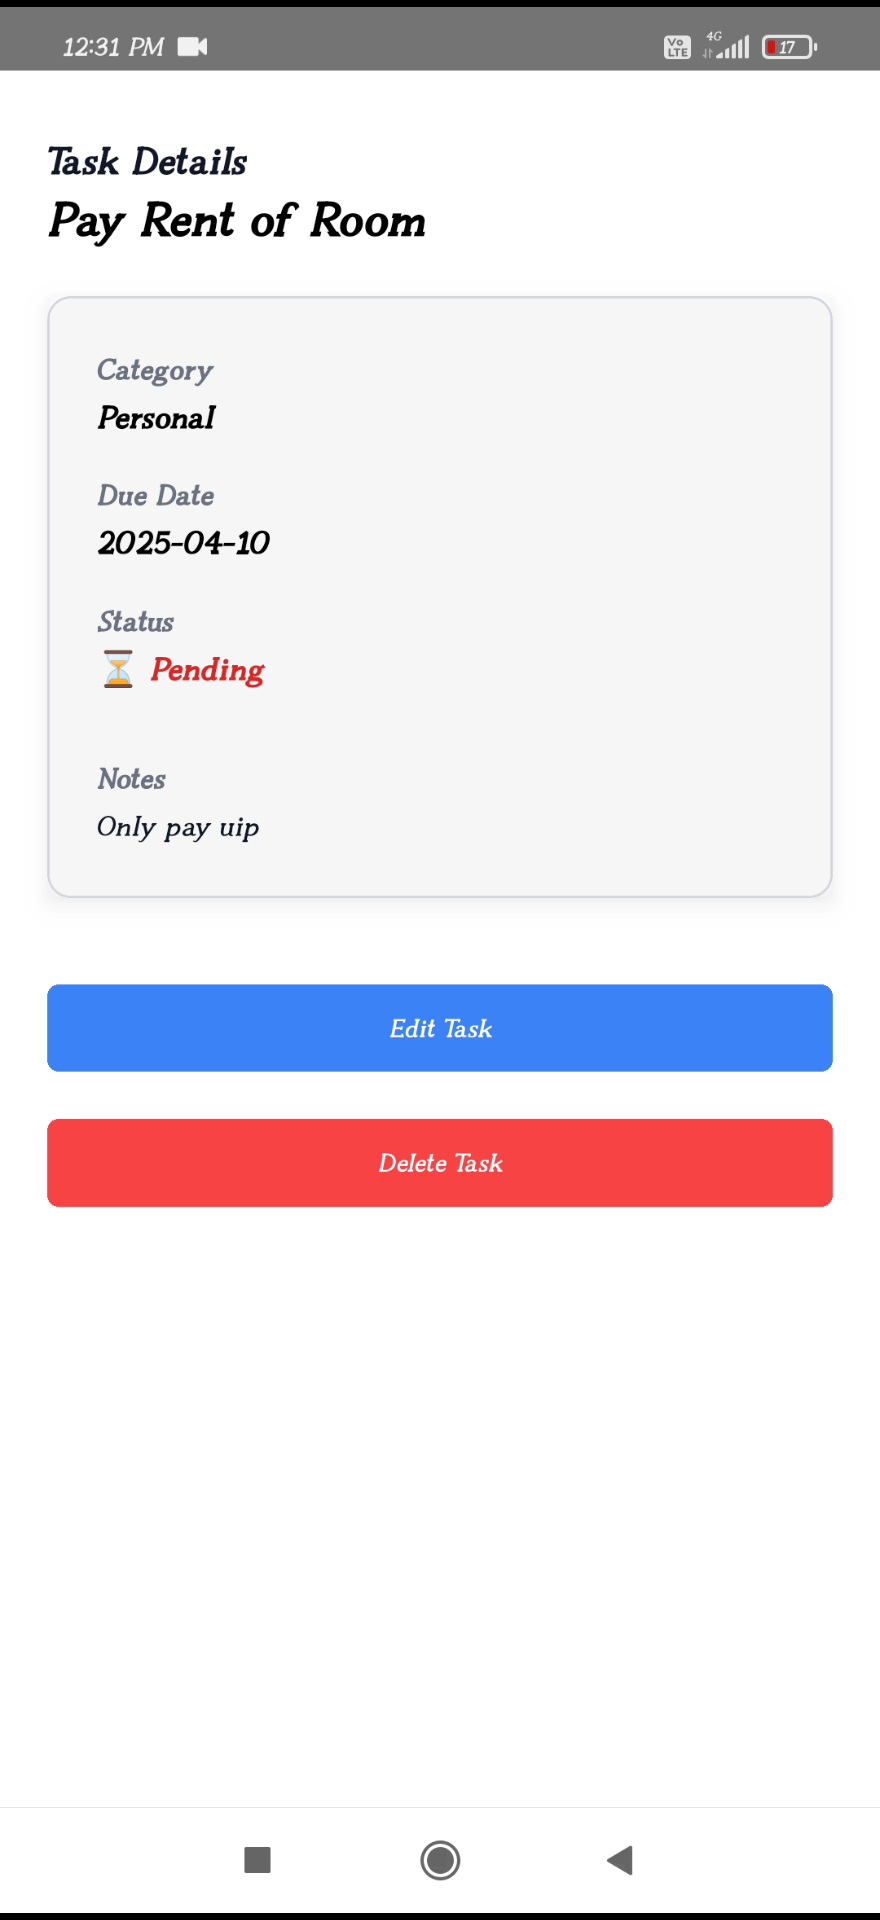 12:31 PM
Vo LTE 4G 17
Task Details
Pay Rent of Room
Category
Personal
Due Date
2025-04-10
Status
⏳ Pending
Notes
Only pay uip
Edit Task
Delete Task